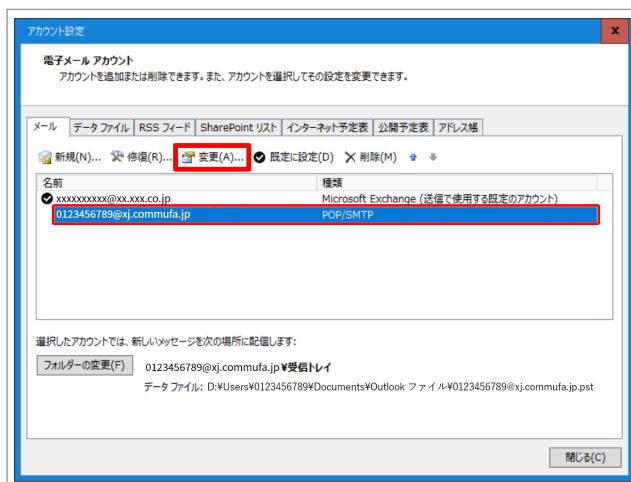 アカウント設定
x
電子メール アカウント
アカウントを追加または削除できます。また、アカウントを選択してその設定を変更できます。
メール データ ファイル RSS フィード SharePoint リスト インターネット予定表 公開予定表 アドレス帳
新規(N)... 修復(R)... 変更(A)... 既定に設定(D) 削除(M)
名前 種類
xxxxxxxxxx@xx.xxx.co.jp Microsoft Exchange (送信で使用する既定のアカウント)
0123456789@xj.commufa.jp POP/SMTP
選択したアカウントでは、新しいメッセージを次の場所に配信します:
フォルダーの変更(F) 0123456789@xj.commufa.jp¥受信トレイ
データ ファイル: D:¥Users¥0123456789¥Documents¥Outlook ファイル¥0123456789@xj.commufa.jp.pst
閉じる(C)